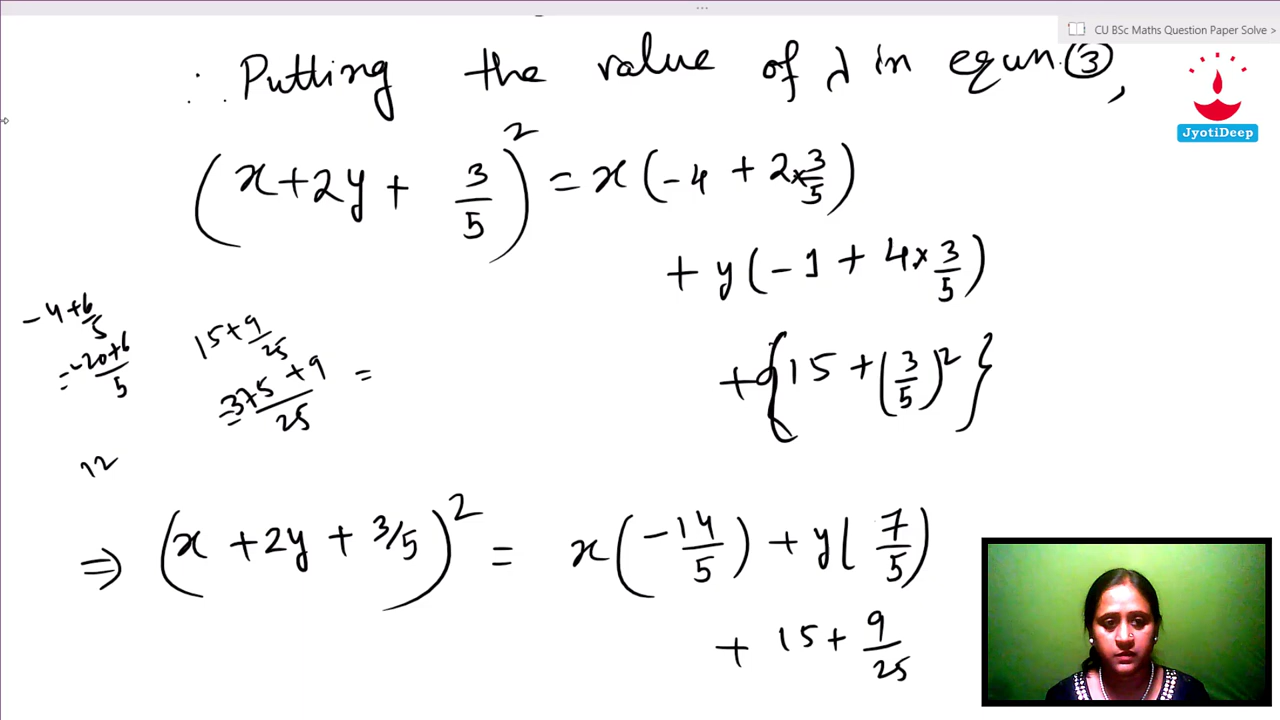 CU BSc Maths Question Paper Solve >
∴ Putting the value of λ in equn. ③,
JyotiDeep
(x+2y+ 3/5)² = x(-4 + 2×3/5)
+ y(-1 + 4×3/5)
+ {15 + (3/5)²}
-4+6/5
= -20+6/5
15+9/25
= 375+9/25 =
12
⇒ (x+2y+3/5)² = x(-14/5) + y(7/5)
+ 15+ 9/25